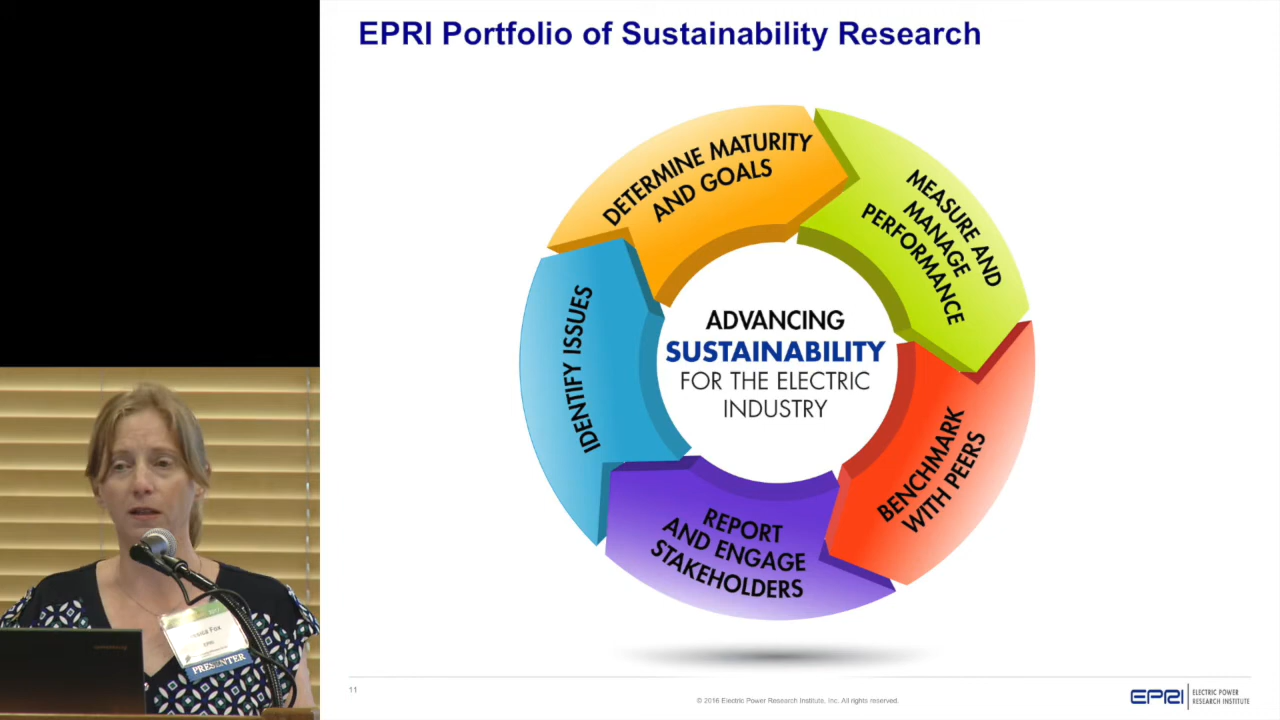 EPRI Portfolio of Sustainability Research
DETERMINE MATURITY
AND GOALS
MEASURE AND
MANAGE
PERFORMANCE
IDENTIFY ISSUES
ADVANCING
SUSTAINABILITY
FOR THE ELECTRIC
INDUSTRY
BENCHMARK
WITH PEERS
REPORT
AND ENGAGE
STAKEHOLDERS
Fox
EPRI
PRESENTER
11
© 2016 Electric Power Research Institute, Inc. All rights reserved.
EPRI
ELECTRIC POWER
RESEARCH INSTITUTE